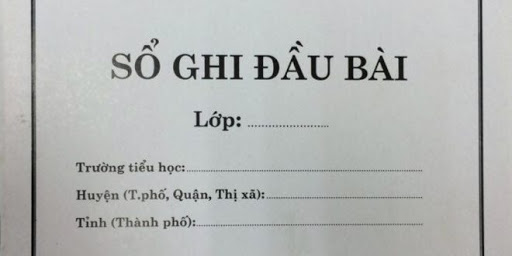 SỔ GHI ĐẦU BÀI
Lớp: ........................
Trường tiểu học:................................................................
Huyện (T.phố, Quận, Thị xã):..........................................
Tỉnh (Thành phố):............................................................